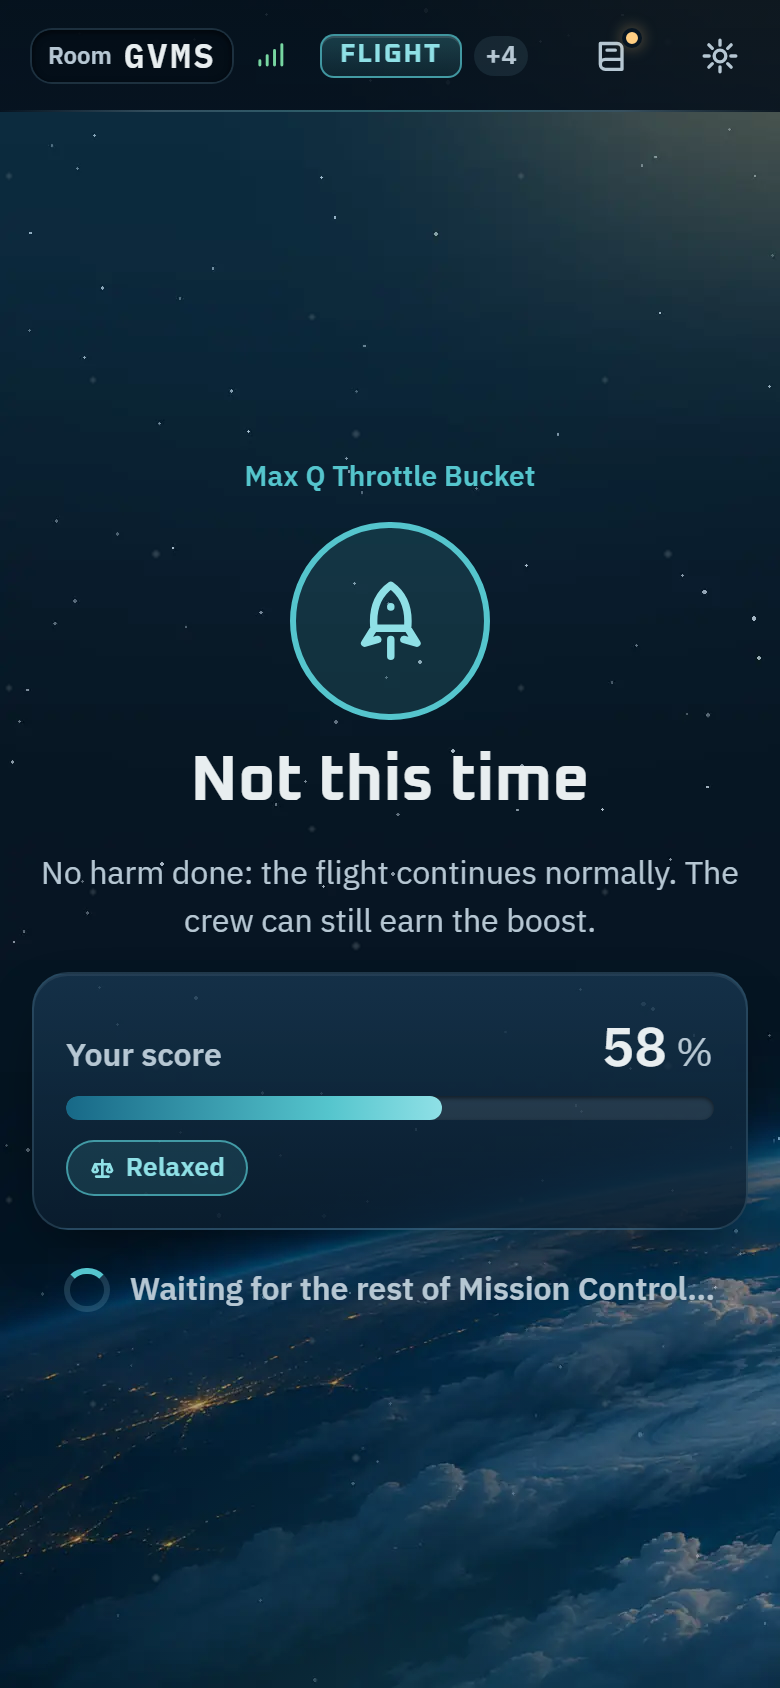 Room GVMS FLIGHT +4
Max Q Throttle Bucket
Not this time
No harm done: the flight continues normally. The
crew can still earn the boost.
Your score 58 %
Relaxed
Waiting for the rest of Mission Control...